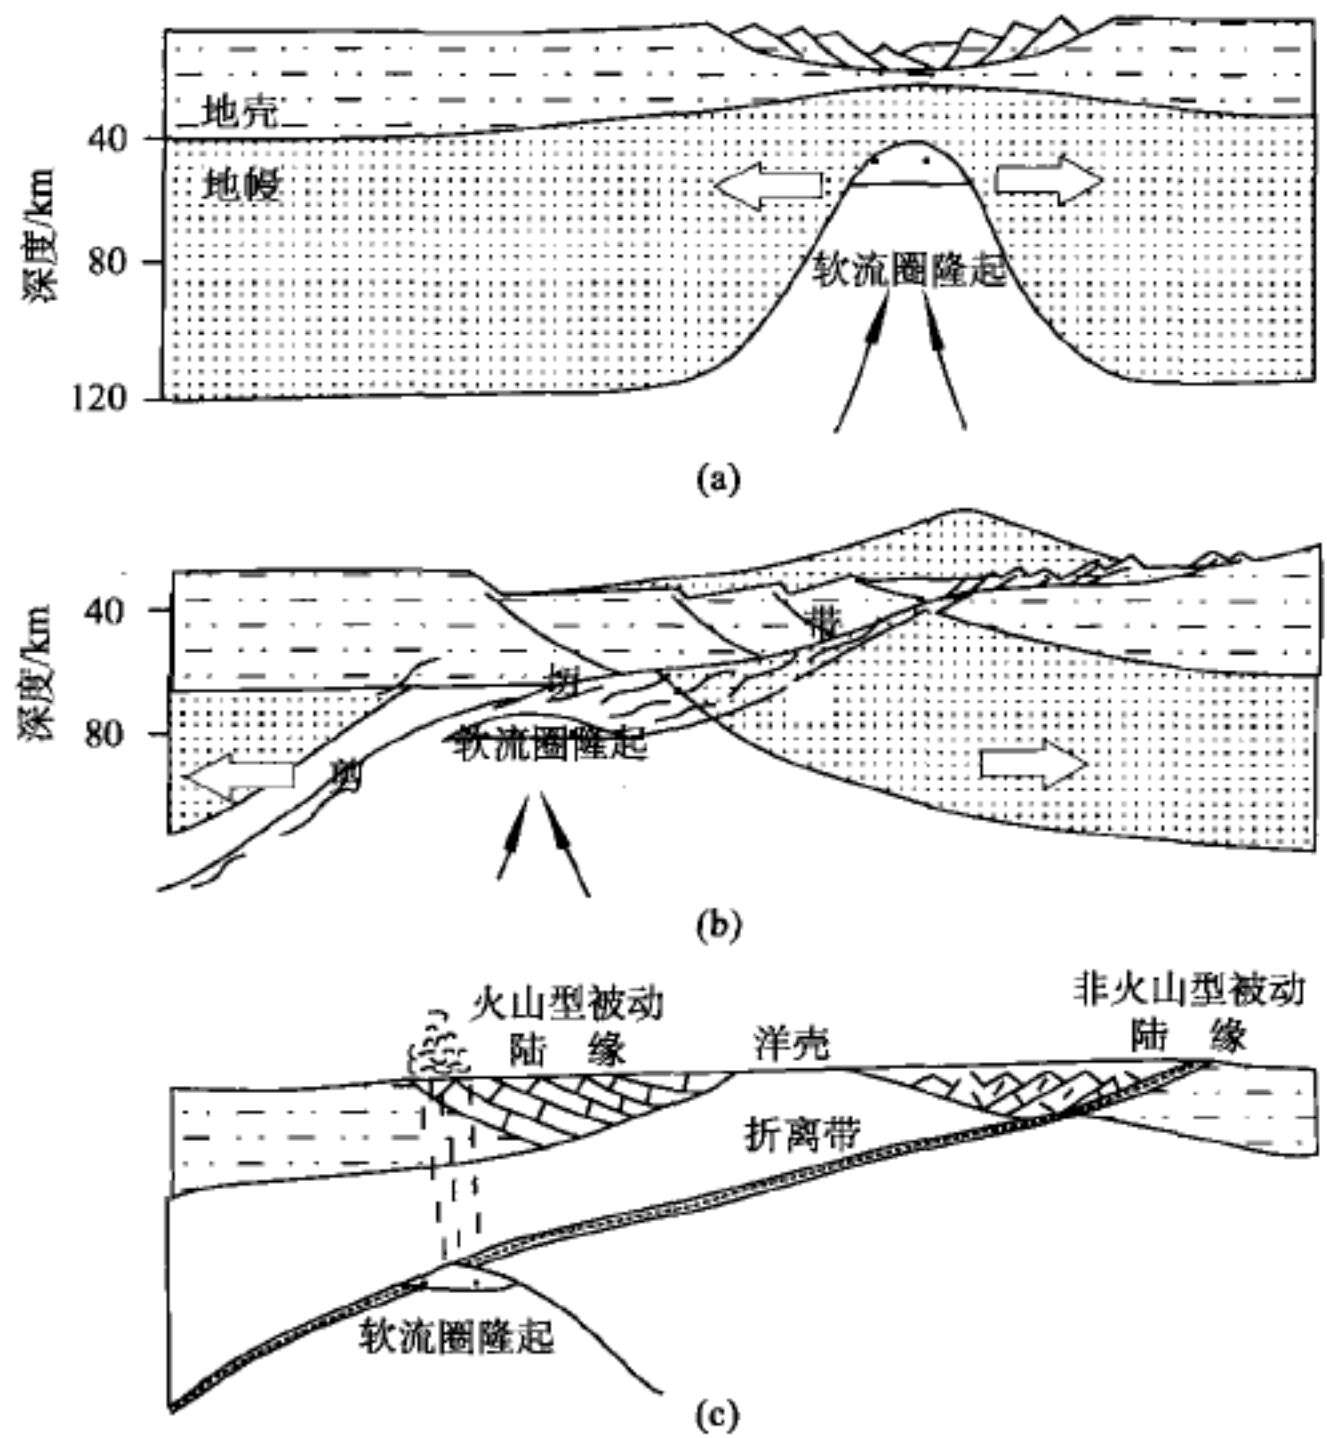 地壳
40
地幔
深度/km
80
软流圈隆起
120
(a)
40
带
切
深度/km
80
软流圈隆起
剪
(b)
火山型被动
陆 缘
洋壳
非火山型被动
陆 缘
折离带
软流圈隆起
(c)